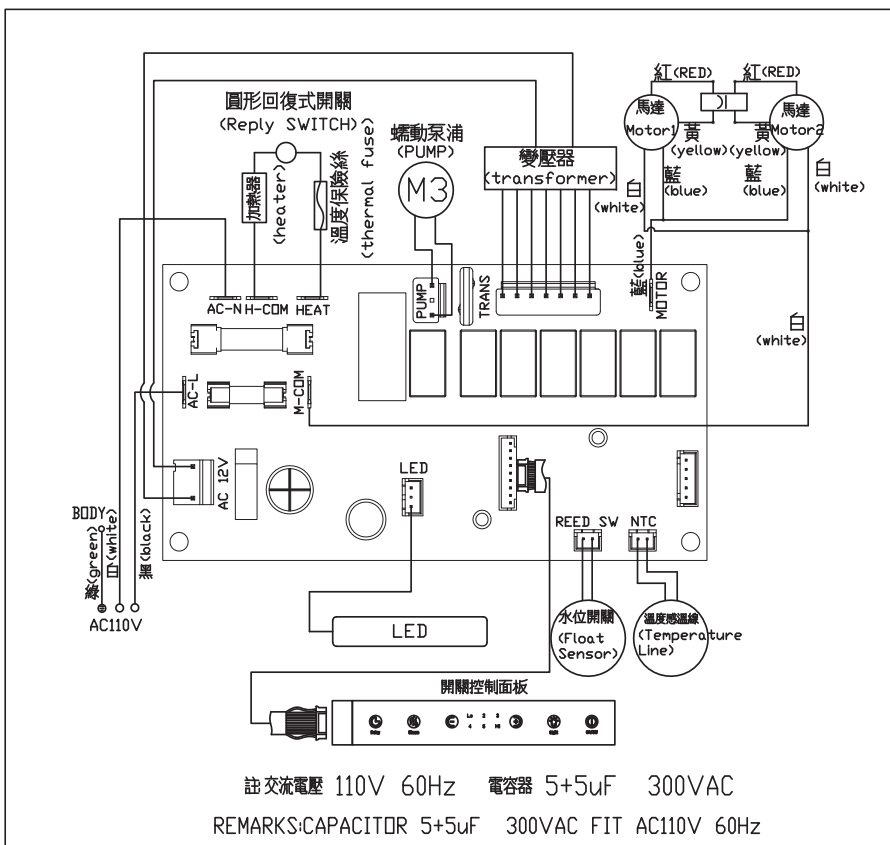 圓形回復式開關
(Reply SWITCH)
加熱器
(heater)
溫度保險絲
(thermal fuse)
蠕動泵浦
(PUMP)
M3
變壓器
(transformer)
紅(RED)
紅(RED)
馬達
Motor1
馬達
Motor2
黃
(yellow)
黃
(yellow)
藍
(blue)
藍
(blue)
白
(white)
白
(white)
藍(blue)
白
(white)
AC-N
H-COM
HEAT
PUMP
TRANS
MOTOR
AC-L
M-COM
AC 12V
LED
REED SW
NTC
BODY
綠(green)
白(white)
黑(black)
AC110V
LED
水位開關
(Float
Sensor)
溫度感溫線
(Temperature
Line)
開關控制面板
Lo 2 3
4 5 Hi
註 交流電壓 110V 60Hz 電容器 5+5uF 300VAC
REMARKS:CAPACITOR 5+5uF 300VAC FIT AC110V 60Hz